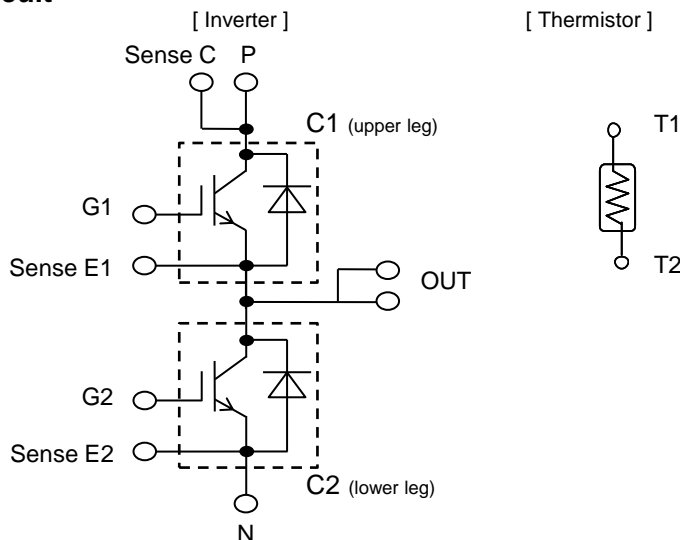 [ Inverter ]
[ Thermistor ]
Sense C
P
C1 (upper leg)
T1
G1
Sense E1
OUT
T2
G2
Sense E2
C2 (lower leg)
N